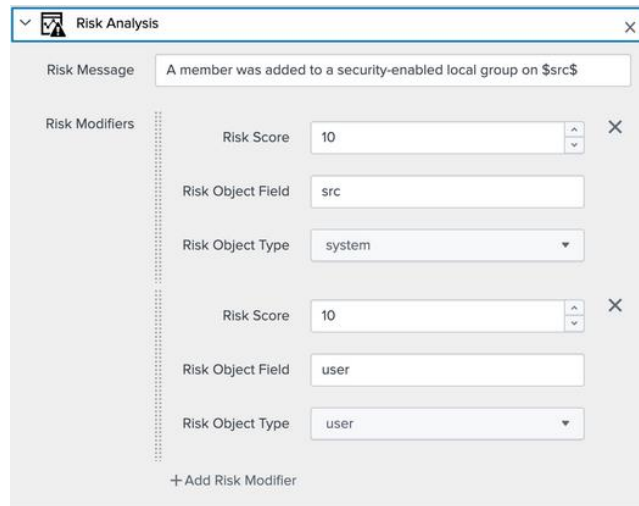 Risk Analysis
Risk Message A member was added to a security-enabled local group on $src$
Risk Modifiers
Risk Score 10
Risk Object Field src
Risk Object Type system
Risk Score 10
Risk Object Field user
Risk Object Type user
+Add Risk Modifier